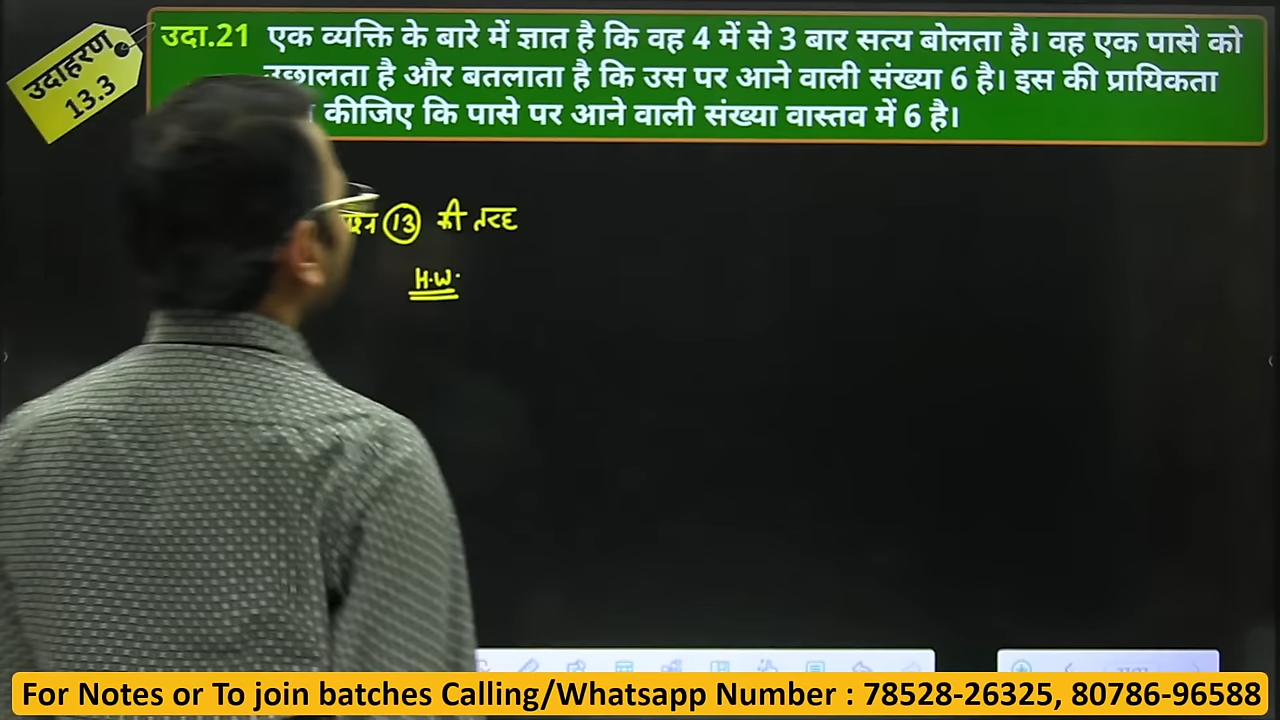 उदाहरण
13.3
उदा.21 एक व्यक्ति के बारे में ज्ञात है कि वह 4 में से 3 बार सत्य बोलता है। वह एक पासे को
उछालता है और बतलाता है कि उस पर आने वाली संख्या 6 है। इस की प्रायिकता
कीजिए कि पासे पर आने वाली संख्या वास्तव में 6 है।
प्रश्न 13 की तरह
H.W.
For Notes or To join batches Calling/Whatsapp Number : 78528-26325, 80786-96588